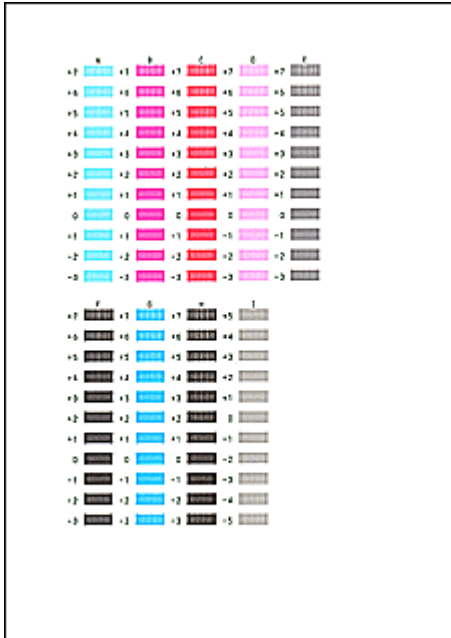 A B C D E
+7 +7 +7 +7 +7
+6 +6 +6 +6 +6
+5 +5 +5 +5 +5
+4 +4 +4 +4 +4
+3 +3 +3 +3 +3
+2 +2 +2 +2 +2
+1 +1 +1 +1 +1
0 0 0 0 0
-1 -1 -1 -1 -1
-2 -2 -2 -2 -2
-3 -3 -3 -3 -3
F G H I
+7 +7 +7 +5
+6 +6 +6 +4
+5 +5 +5 +3
+4 +4 +4 +2
+3 +3 +3 +1
+2 +2 +2 0
+1 +1 +1 -1
0 0 0 -2
-1 -1 -1 -3
-2 -2 -2 -4
-3 -3 -3 -5